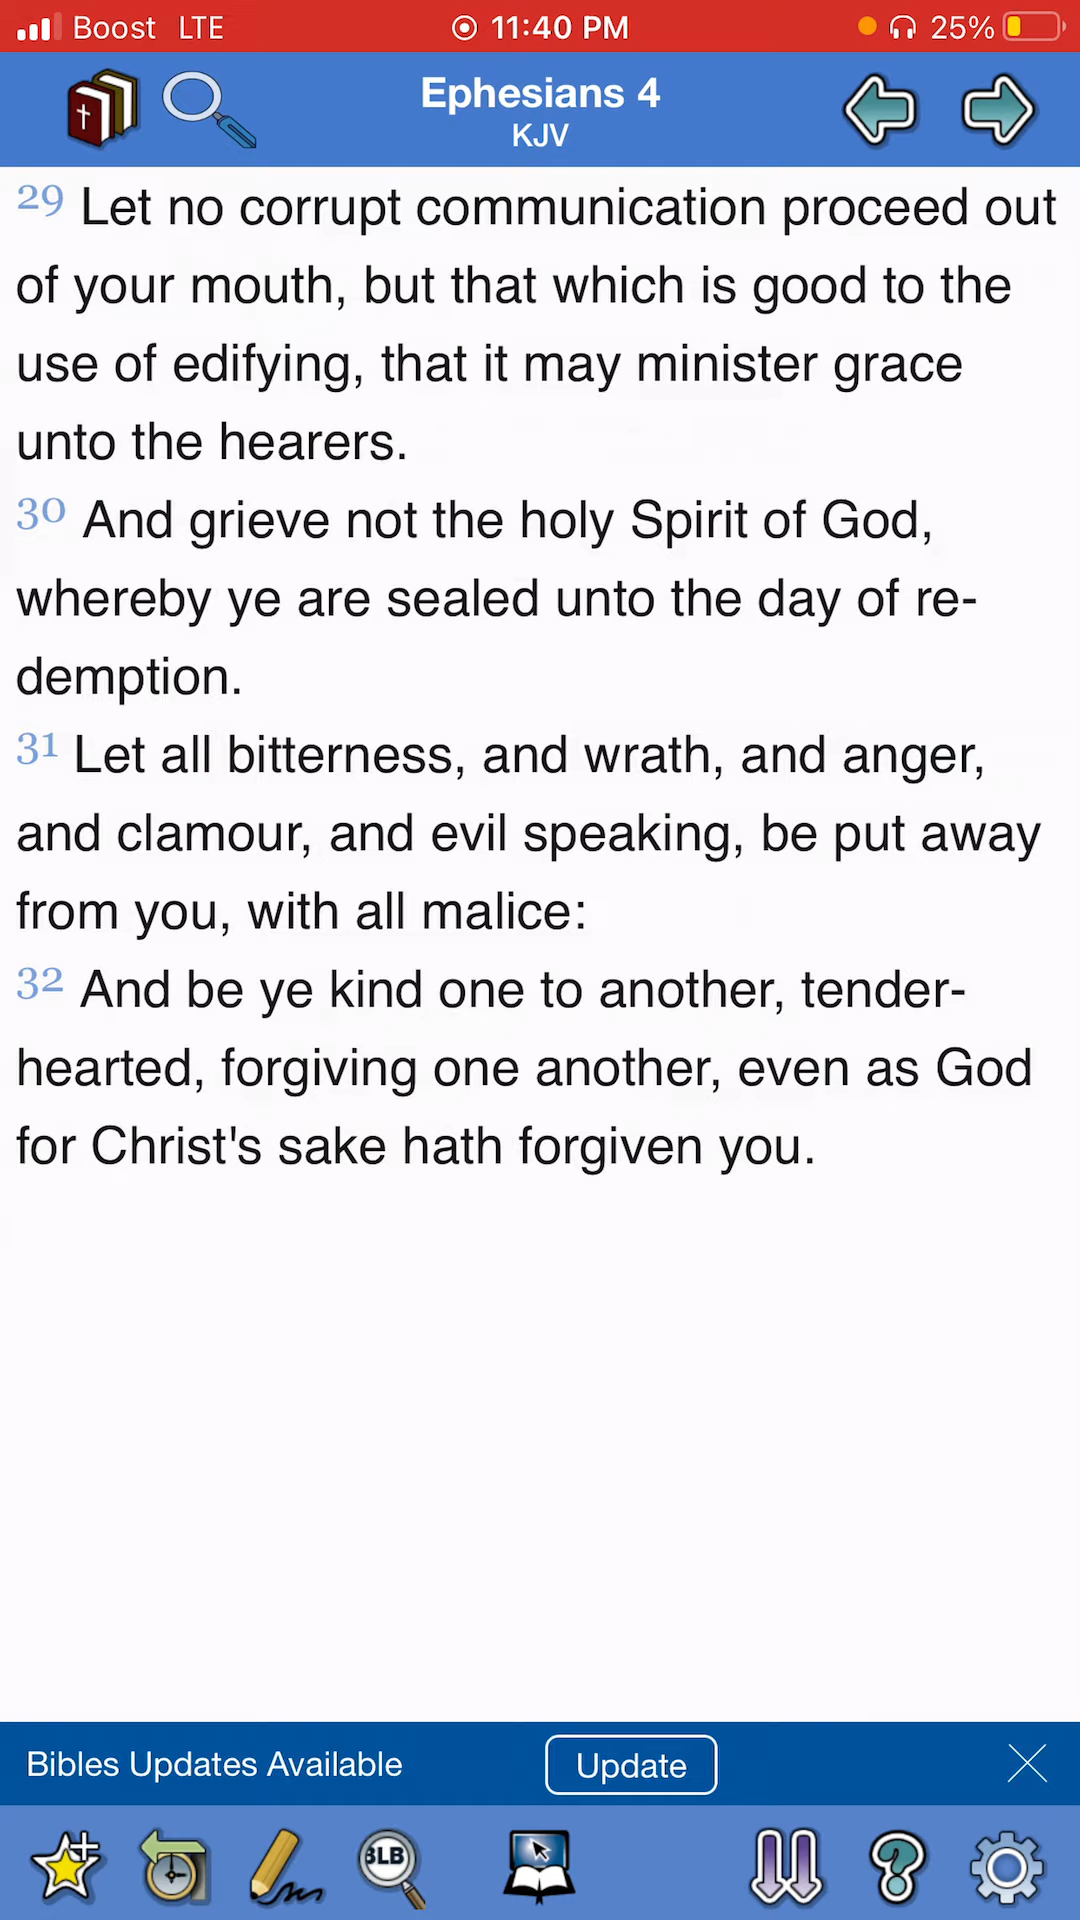 Boost LTE 11:40 PM 25%
Ephesians 4
KJV
29 Let no corrupt communication proceed out
of your mouth, but that which is good to the
use of edifying, that it may minister grace
unto the hearers.
30 And grieve not the holy Spirit of God,
whereby ye are sealed unto the day of re-
demption.
31 Let all bitterness, and wrath, and anger,
and clamour, and evil speaking, be put away
from you, with all malice:
32 And be ye kind one to another, tender-
hearted, forgiving one another, even as God
for Christ's sake hath forgiven you.
Bibles Updates Available Update
BLB